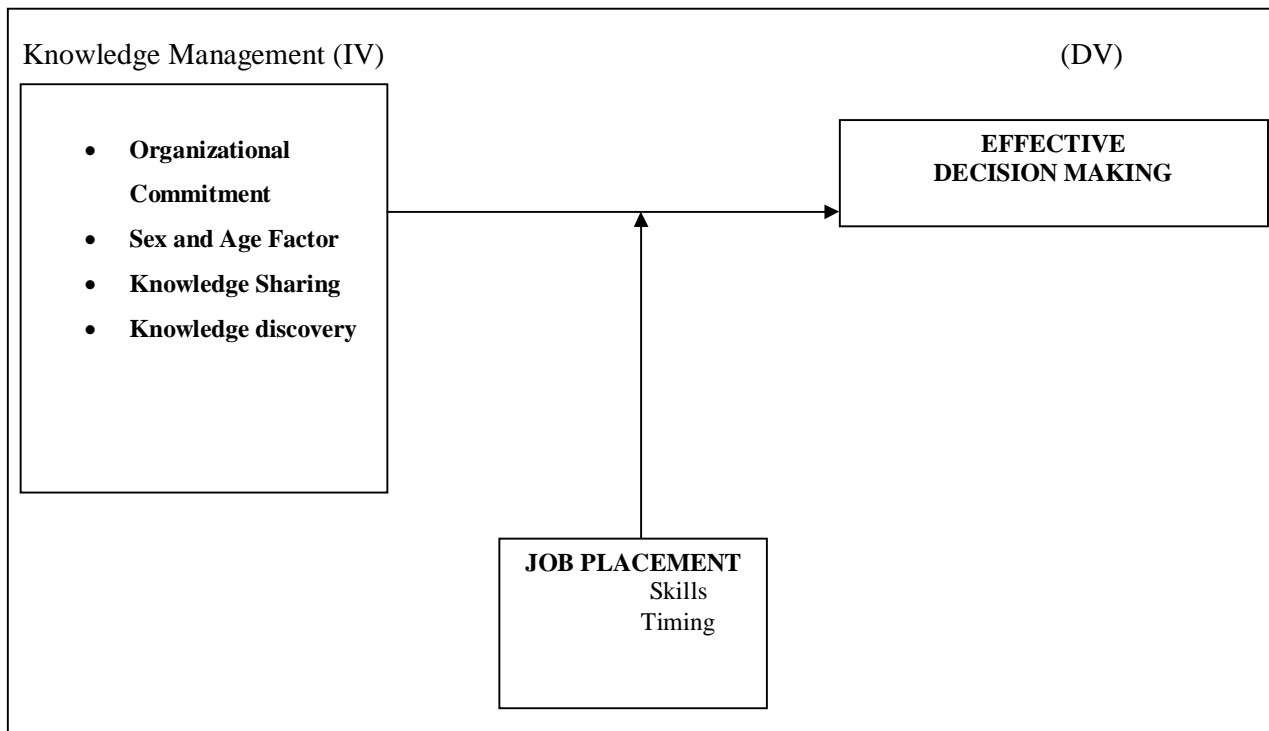 Knowledge Management (IV)
(DV)
• Organizational
Commitment
• Sex and Age Factor
• Knowledge Sharing
• Knowledge discovery
EFFECTIVE
DECISION MAKING
JOB PLACEMENT
Skills
Timing